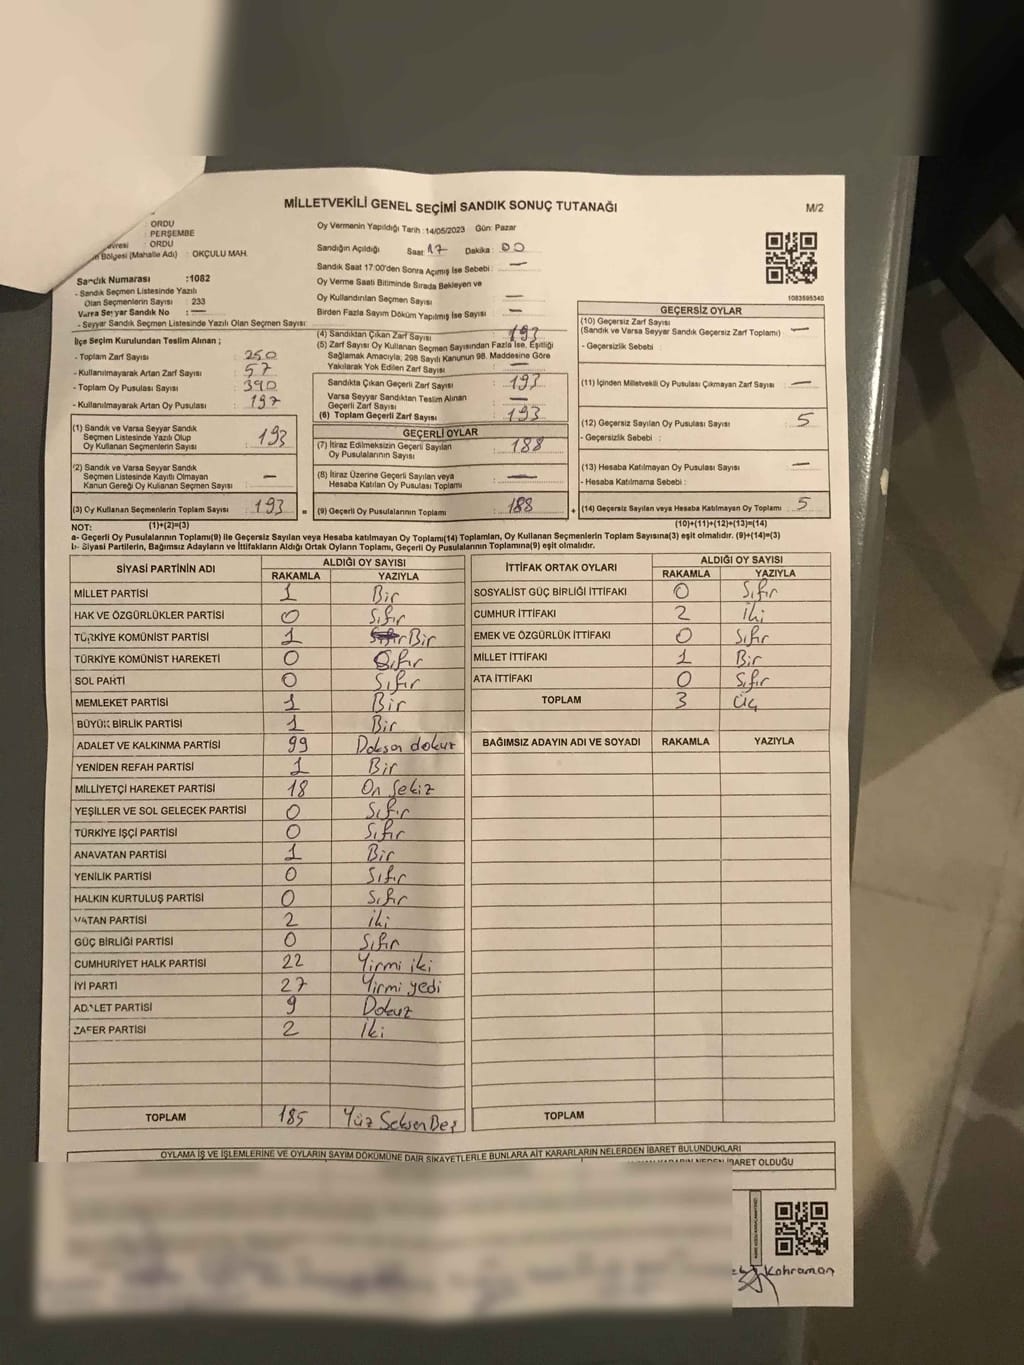 MİLLETVEKİLİ GENEL SEÇİMİ SANDIK SONUÇ TUTANAĞI
M/2
: ORDU
: PERŞEMBE
: ORDU
Bölgesi (Mahalle Adı) : OKÇULU MAH.
Oy Vermenin Yapıldığı Tarih :14/05/2023 Gün: Pazar
Sandığın Açıldığı Saat 17 Dakika : 00
Sandık Saat 17:00'den Sonra Açımış İse Sebebi : —
Oy Verme Saati Bitiminde Sırada Bekleyen ve
Oy Kullandırılan Seçmen Sayısı : —
Birden Fazla Sayım Döküm Yapılmış İse Sayısı : —
Sandık Numarası :1082
- Sandık Seçmen Listesinde Yazılı
Olan Seçmenlerin Sayısı : 233
Varsa Seyyar Sandık No : —
- Seyyar Sandık Seçmen Listesinde Yazılı Olan Seçmen Sayısı :
İlçe Seçim Kurulundan Teslim Alınan ;
- Toplam Zarf Sayısı : 250
- Kullanılmayarak Artan Zarf Sayısı : 57
- Toplam Oy Pusulası Sayısı : 390
- Kullanılmayarak Artan Oy Pusulası : 197
(1) Sandık ve Varsa Seyyar Sandık
Seçmen Listesinde Yazılı Olup
Oy Kullanan Seçmenlerin Sayısı : 193
(2) Sandık ve Varsa Seyyar Sandık
Seçmen Listesinde Kayıtlı Olmayan
Kanun Gereği Oy Kullanan Seçmen Sayısı : —
(3) Oy Kullanan Seçmenlerin Toplam Sayısı : 193 =
(4) Sandıktan Çıkan Zarf Sayısı : 193
(5) Zarf Sayısı Oy Kullanan Seçmen Sayısından Fazla İse, Eşitliği
Sağlamak Amacıyla, 298 Sayılı Kanunun 98. Maddesine Göre
Yakılarak Yok Edilen Zarf Sayısı : —
Sandıkta Çıkan Geçerli Zarf Sayısı : 193
Varsa Seyyar Sandıktan Teslim Alınan
Geçerli Zarf Sayısı : —
(6) Toplam Geçerli Zarf Sayısı : 193
GEÇERLİ OYLAR
(7) İtiraz Edilmeksizin Geçerli Sayılan
Oy Pusulalarının Sayısı : 188
(8) İtiraz Üzerine Geçerli Sayılan veya
Hesaba Katılan Oy Pusulası Toplamı : —
(9) Geçerli Oy Pusulalarının Toplamı : 188 +
1083595340
GEÇERSİZ OYLAR
(10) Geçersiz Zarf Sayısı
(Sandık ve Varsa Seyyar Sandık Geçersiz Zarf Toplamı) : —
- Geçersizlik Sebebi :
(11) İçinden Milletvekili Oy Pusulası Çıkmayan Zarf Sayısı : —
(12) Geçersiz Sayılan Oy Pusulası Sayısı : 5
- Geçersizlik Sebebi :
(13) Hesaba Katılmayan Oy Pusulası Sayısı : —
- Hesaba Katılmama Sebebi :
(14) Geçersiz Sayılan veya Hesaba Katılmayan Oy Toplamı : 5
NOT: (1)+(2)=(3) (10)+(11)+(12)+(13)=(14)
a- Geçerli Oy Pusulalarının Toplamı(9) ile Geçersiz Sayılan veya Hesaba katılmayan Oy Toplamı(14) Toplamları, Oy Kullanan Seçmenlerin Toplam Sayısına(3) eşit olmalıdır. (9)+(14)=(3)
b- Siyasi Partilerin, Bağımsız Adayların ve İttifakların Aldığı Ortak Oyların Toplamı, Geçerli Oy Pusulalarının Toplamına(9) eşit olmalıdır.
SİYASİ PARTİNİN ADI ALDIĞI OY SAYISI
RAKAMLA YAZIYLA
MİLLET PARTİSİ 1 Bir
HAK VE ÖZGÜRLÜKLER PARTİSİ 0 Sıfır
TÜRKİYE KOMÜNİST PARTİSİ 1 Bir
TÜRKİYE KOMÜNİST HAREKETİ 0 Sıfır
SOL PARTİ 0 Sıfır
MEMLEKET PARTİSİ 1 Bir
BÜYÜK BİRLİK PARTİSİ 1 Bir
ADALET VE KALKINMA PARTİSİ 99 Doksan dokuz
YENİDEN REFAH PARTİSİ 1 Bir
MİLLİYETÇİ HAREKET PARTİSİ 18 On Sekiz
YEŞİLLER VE SOL GELECEK PARTİSİ 0 Sıfır
TÜRKİYE İŞÇİ PARTİSİ 0 Sıfır
ANAVATAN PARTİSİ 1 Bir
YENİLİK PARTİSİ 0 Sıfır
HALKIN KURTULUŞ PARTİSİ 0 Sıfır
VATAN PARTİSİ 2 iki
GÜÇ BİRLİĞİ PARTİSİ 0 Sıfır
CUMHURİYET HALK PARTİSİ 22 Yirmi iki
İYİ PARTİ 27 Yirmi yedi
ADALET PARTİSİ 9 Dokuz
ZAFER PARTİSİ 2 İki
TOPLAM 185 Yüz Seksen Beş
İTTİFAK ORTAK OYLARI ALDIĞI OY SAYISI
RAKAMLA YAZIYLA
SOSYALİST GÜÇ BİRLİĞİ İTTİFAKI 0 Sıfır
CUMHUR İTTİFAKI 2 iki
EMEK VE ÖZGÜRLÜK İTTİFAKI 0 Sıfır
MİLLET İTTİFAKI 1 Bir
ATA İTTİFAKI 0 Sıfır
TOPLAM 3 üç
BAĞIMSIZ ADAYIN ADI VE SOYADI RAKAMLA YAZIYLA
TOPLAM
OYLAMA İŞ VE İŞLEMLERİNE VE OYLARIN SAYIM DÖKÜMÜNE DAİR ŞİKAYETLERLE BUNLARA AİT KARARLARIN NELERDEN İBARET BULUNDUKLARI
İBARET OLDUĞU
Kahraman